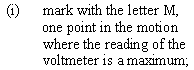 (i) mark with the letter M,
one point in the motion
where the reading of the
voltmeter is a maximum;